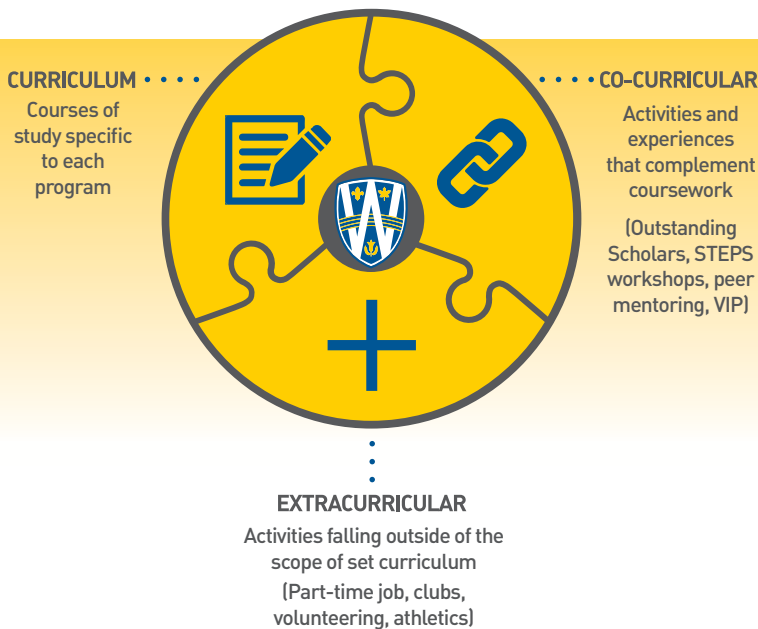 CURRICULUM
Courses of
study specific
to each
program
CO-CURRICULAR
Activities and
experiences
that complement
coursework
(Outstanding
Scholars, STEPS
workshops, peer
mentoring, VIP)
W
EXTRACURRICULAR
Activities falling outside of the
scope of set curriculum
(Part-time job, clubs,
volunteering, athletics)